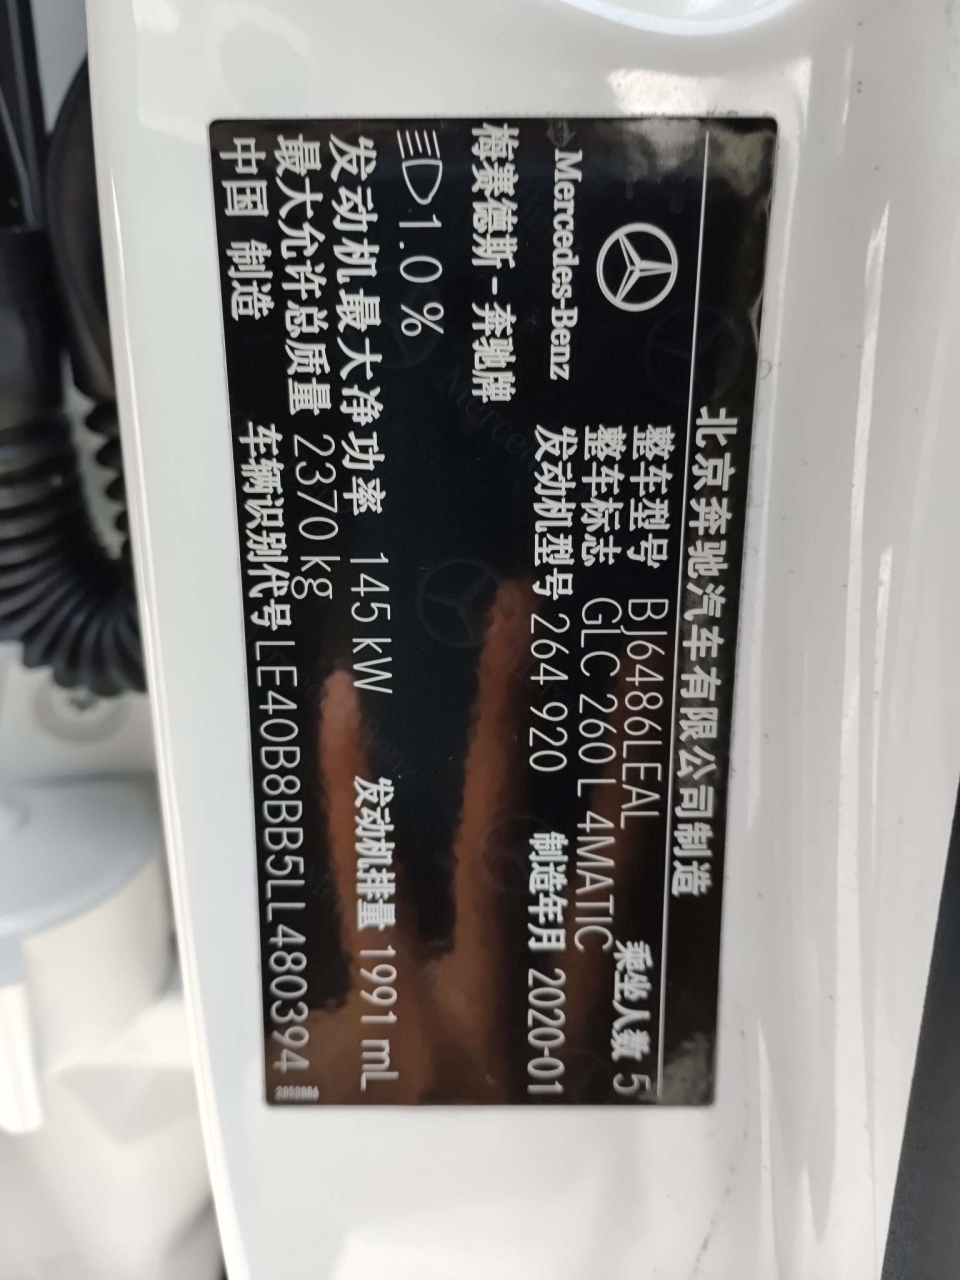 北京奔驰汽车有限公司制造
Mercedes-Benz
梅赛德斯-奔驰牌
整车型号 BJ6486LEAL
乘坐人数 5
整车标志 GLC 260 L 4MATIC
发动机型号 264 920 制造年月 2020-01
1.0 %
发动机最大净功率 145 kW 发动机排量 1991 mL
最大允许总质量 2370 kg
中国 制造 车辆识别代号 LE40B8BB5LL480394